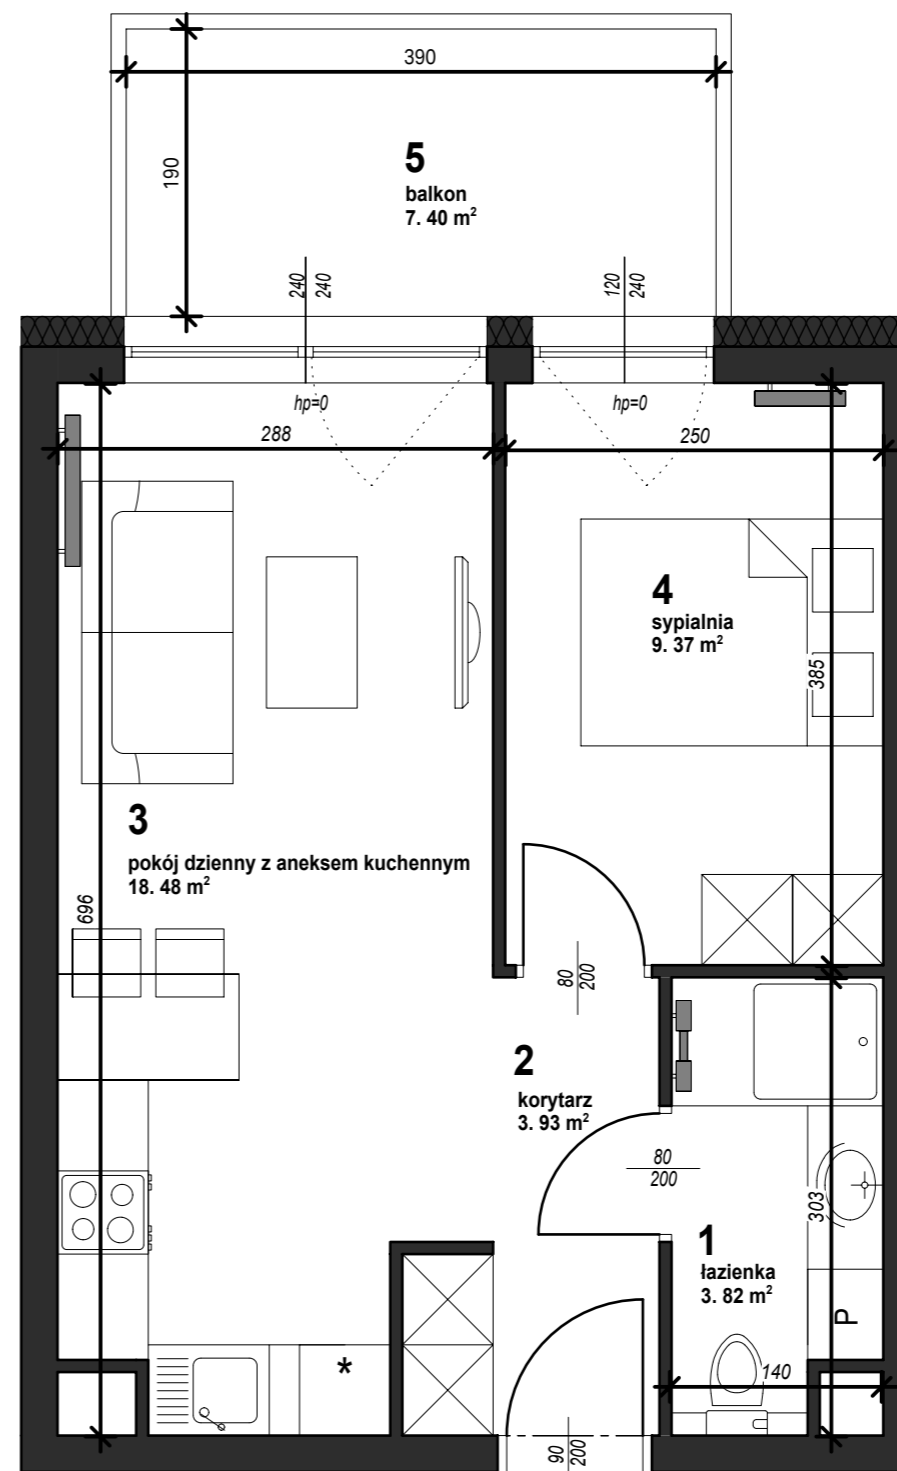 390
190
5
balkon
7. 40 m²
240
240
120
240
hp=0
hp=0
288
250
4
sypialnia
9. 37 m²
385
3
pokój dzienny z aneksem kuchennym
18. 48 m²
696
80
200
2
korytarz
3. 93 m²
80
200
303
1
łazienka
3. 82 m²
P
*
140
90
200